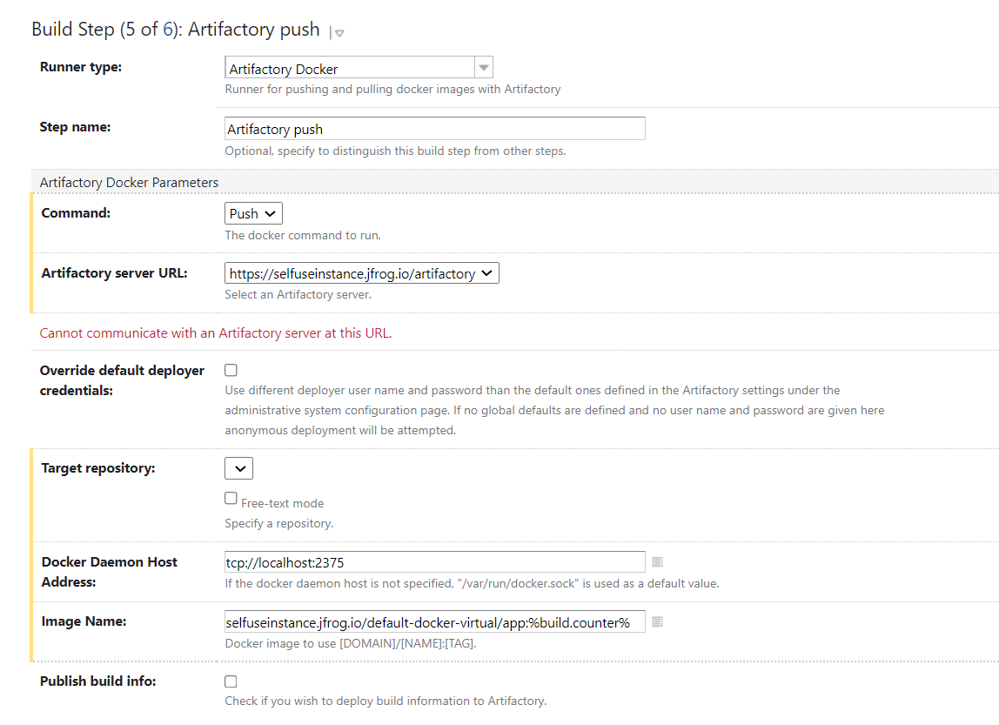 Build Step (5 of 6): Artifactory push
Runner type:
Artifactory Docker
Runner for pushing and pulling docker images with Artifactory
Step name:
Artifactory push
Optional, specify to distinguish this build step from other steps.
Artifactory Docker Parameters
Command:
Push
The docker command to run.
Artifactory server URL:
https://selfuseinstance.jfrog.io/artifactory
Select an Artifactory server.
Cannot communicate with an Artifactory server at this URL.
Override default deployer
credentials:
Use different deployer user name and password than the default ones defined in the Artifactory settings under the
administrative system configuration page. If no global defaults are defined and no user name and password are given here
anonymous deployment will be attempted.
Target repository:
Free-text mode
Specify a repository.
Docker Daemon Host
Address:
tcp://localhost:2375
If the docker daemon host is not specified, "/var/run/docker.sock" is used as a default value.
Image Name:
selfuseinstance.jfrog.io/default-docker-virtual/app:%build.counter%
Docker image to use [DOMAIN]/[NAME]:[TAG].
Publish build info:
Check if you wish to deploy build information to Artifactory.